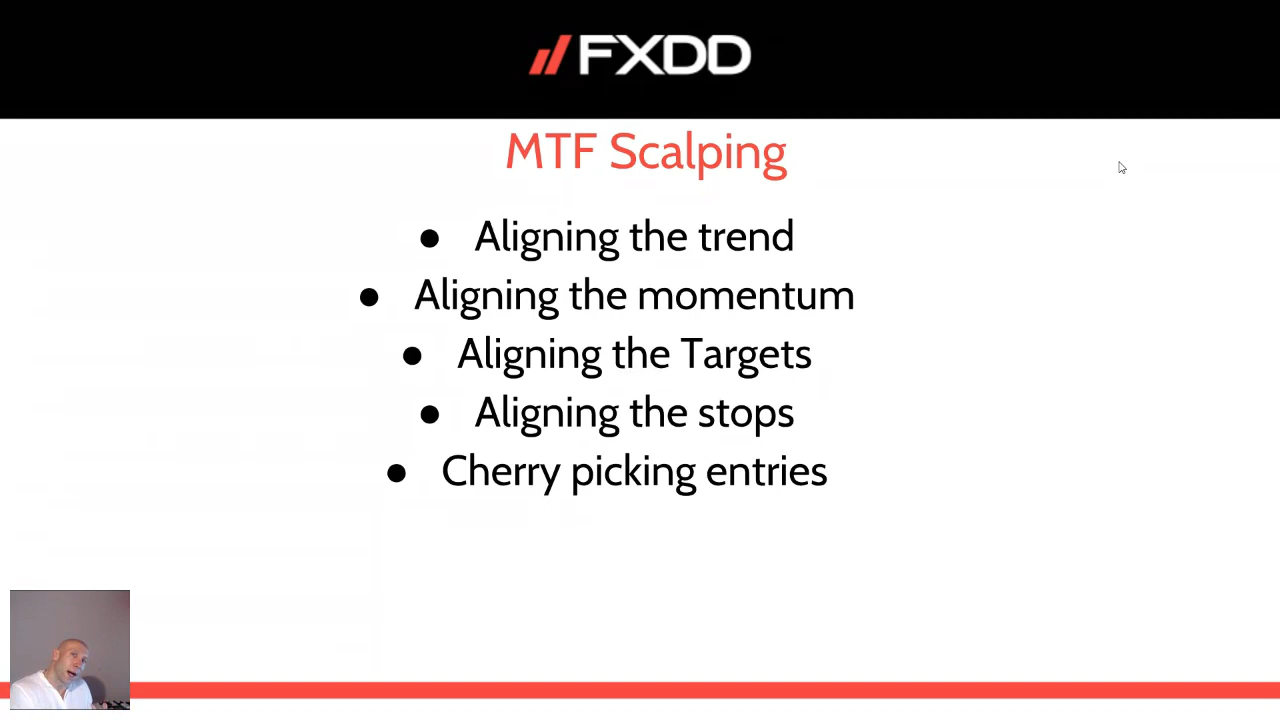 FXDD
MTF Scalping
● Aligning the trend
● Aligning the momentum
● Aligning the Targets
● Aligning the stops
● Cherry picking entries